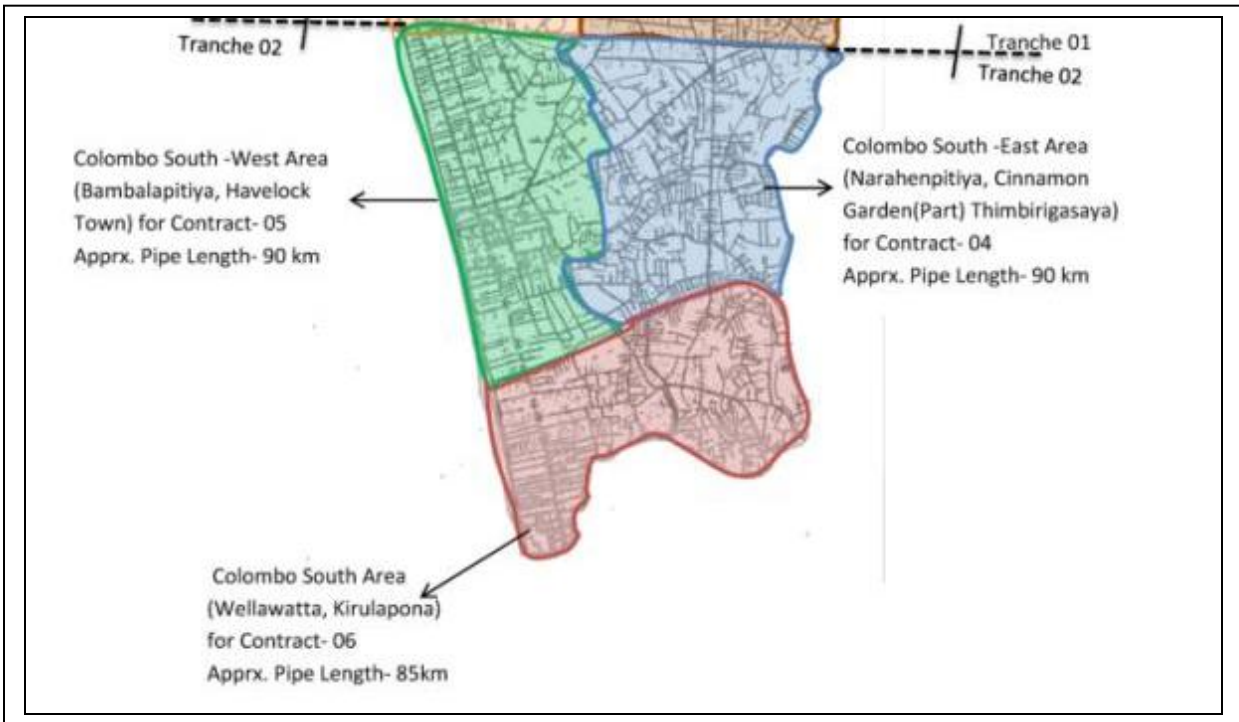 Tranche 02
Tranche 01
Tranche 02
Colombo South -West Area
(Bambalapitiya, Havelock
Town) for Contract- 05
Apprx. Pipe Length- 90 km
Colombo South -East Area
(Narahenpitiya, Cinnamon
Garden(Part) Thimbirigasaya)
for Contract- 04
Apprx. Pipe Length- 90 km
Colombo South Area
(Wellawatta, Kirulapona)
for Contract- 06
Apprx. Pipe Length- 85km